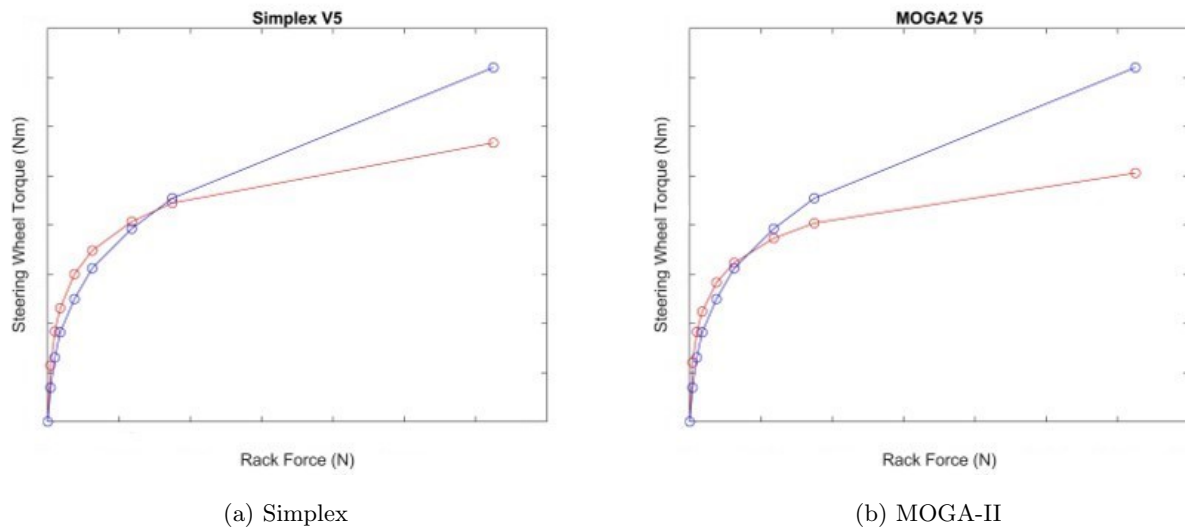 Simplex V5
Steering Wheel Torque (Nm)
Rack Force (N)
(a) Simplex
MOGA2 V5
Steering Wheel Torque (Nm)
Rack Force (N)
(b) MOGA-II